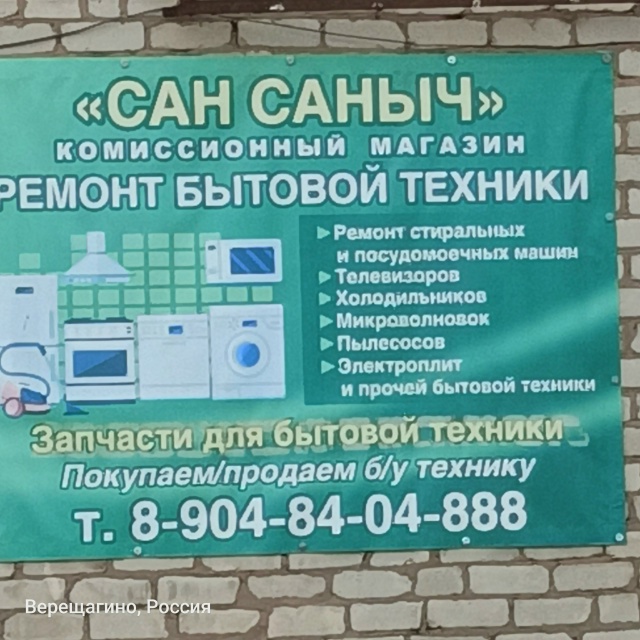 «САН САНЫЧ»
КОМИССИОННЫЙ МАГАЗИН
РЕМОНТ БЫТОВОЙ ТЕХНИКИ
Ремонт стиральных
и посудомоечных машин
Телевизоров
Холодильников
Микроволновок
Пылесосов
Электроплит
и прочей бытовой техники
Запчасти для бытовой техники
Покупаем/продаем б/у технику
т. 8-904-84-04-888
Верещагино, Россия